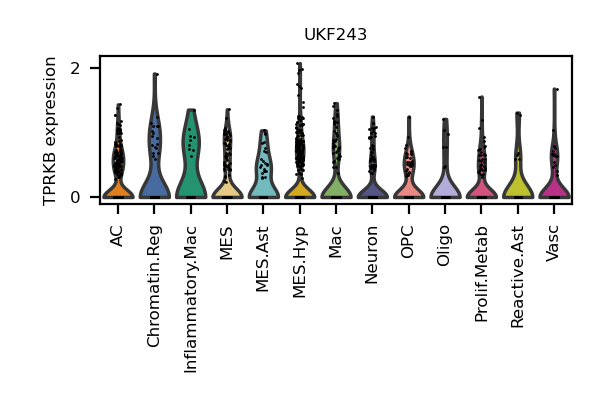 UKF243
TPRKB expression
2
0
AC
Chromatin.Reg
Inflammatory.Mac
MES
MES.Ast
MES.Hyp
Mac
Neuron
OPC
Oligo
Prolif.Metab
Reactive.Ast
Vasc